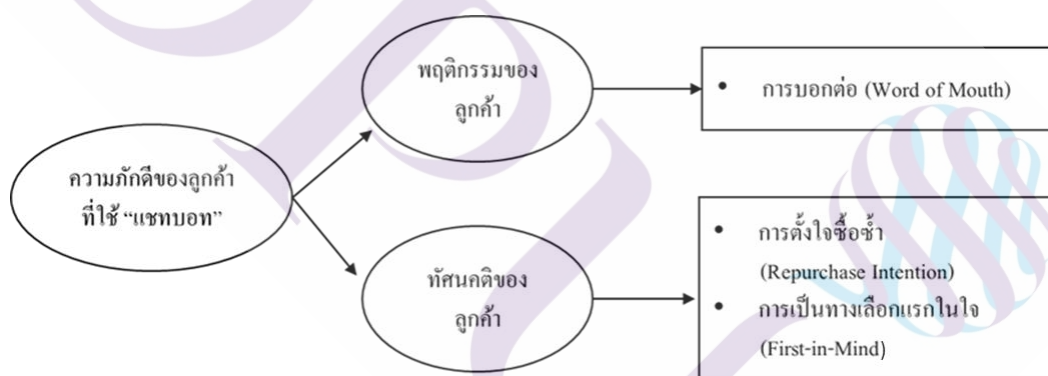 พฤติกรรมของ
ลูกค้า
• การบอกต่อ (Word of Mouth)
ความภักดีของลูกค้า
ที่ใช้ “แชทบอท”
ทัศนคติของ
ลูกค้า
• การตั้งใจซื้อซ้ำ
(Repurchase Intention)
• การเป็นทางเลือกแรกในใจ
(First-in-Mind)